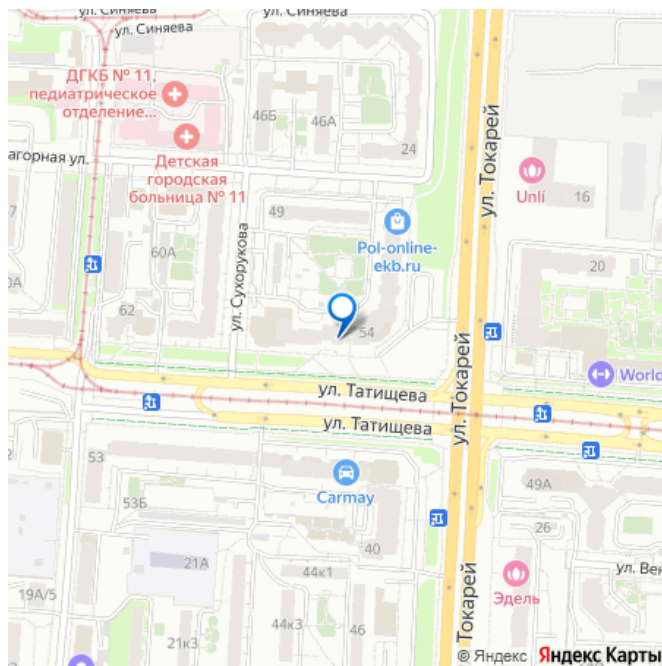 ул. Синяева
ул. Синяева
ДГКБ № 11,
педиатрическое
отделение...
46Б
46А
24
ул. Токарей
агорная ул.
Детская
городская
больница № 11
Unlí
16
49
Pol-online-
ekb.ru
60А
ул. Сухорукова
20
62
54
ул. Токарей
World
ул. Татищева
ул. Татищева
53
Carmay
49А
53Б
26
40
21А
44к1
ул. Век
19А/5
Эдель
44к3
46
21к3
Токарей
© Яндекс Яндекс Карты